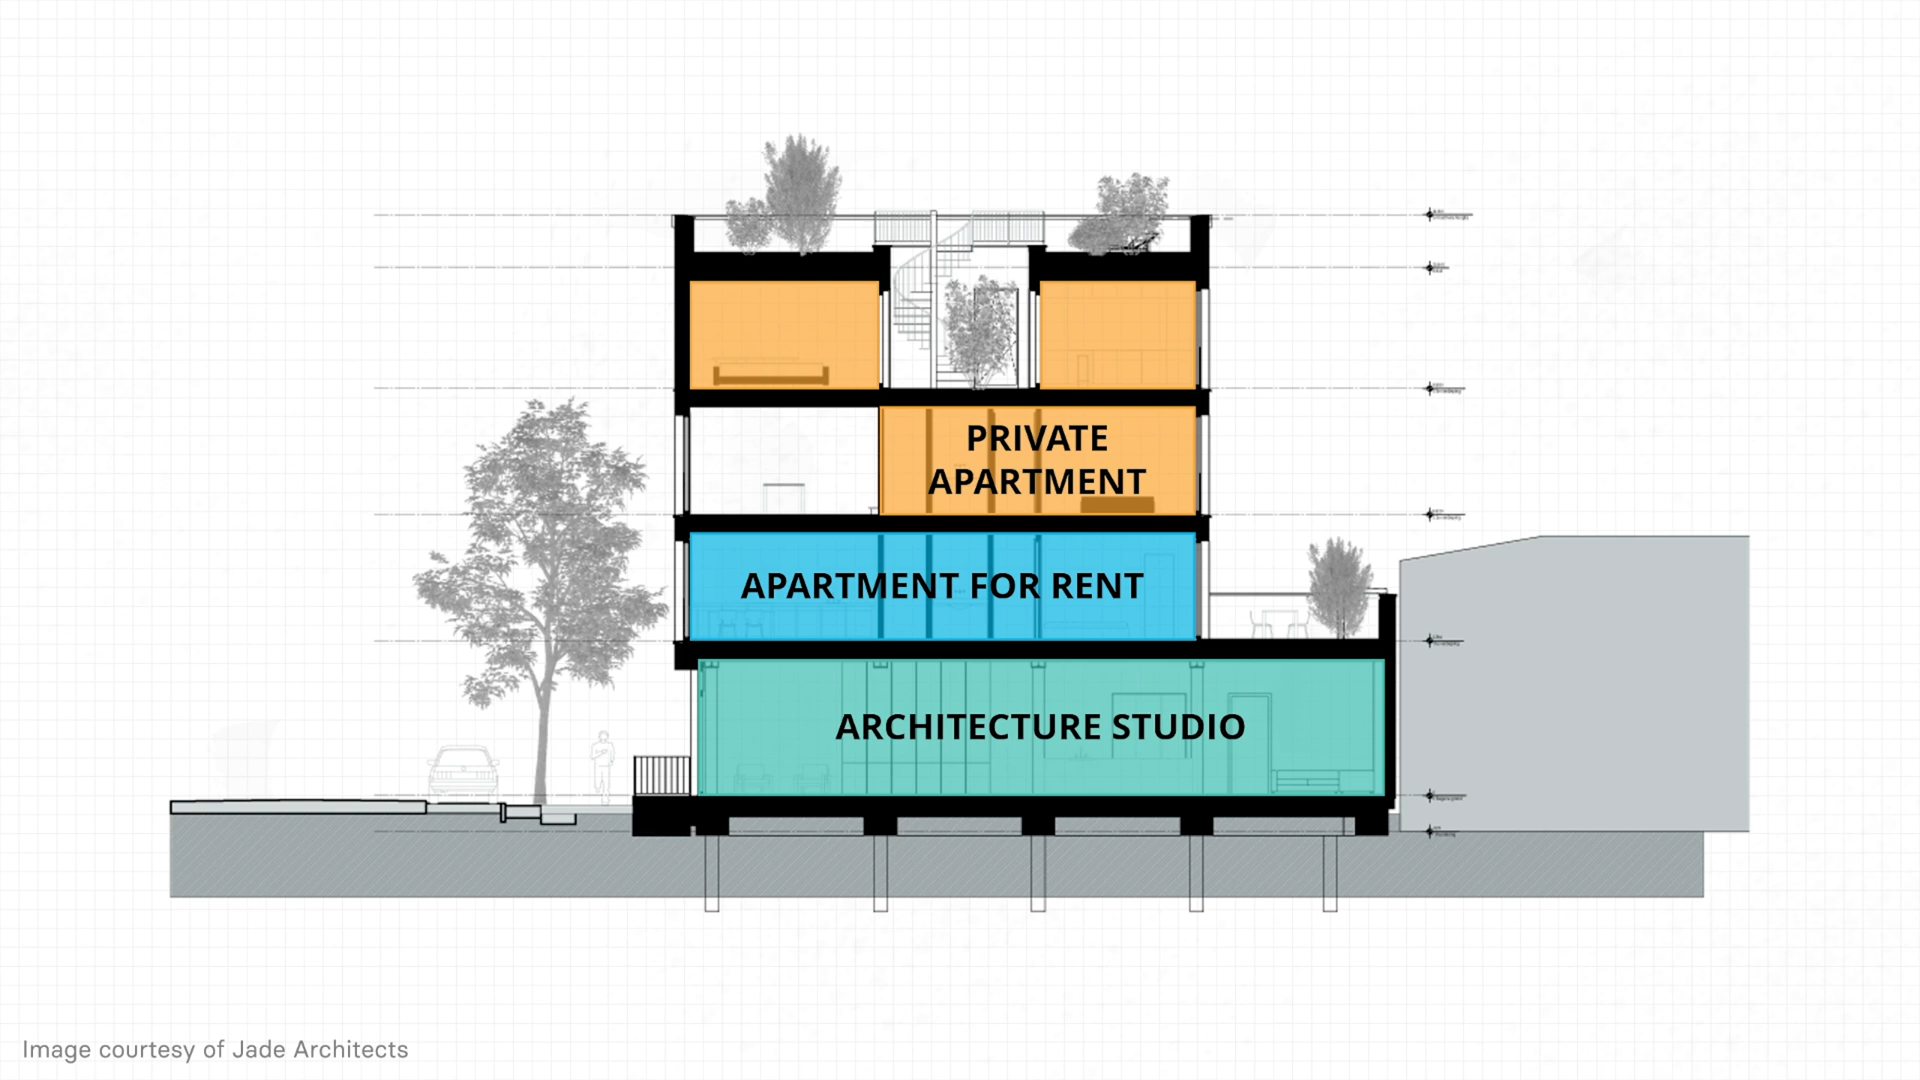 PRIVATE
APARTMENT
APARTMENT FOR RENT
ARCHITECTURE STUDIO
Image courtesy of Jade Architects